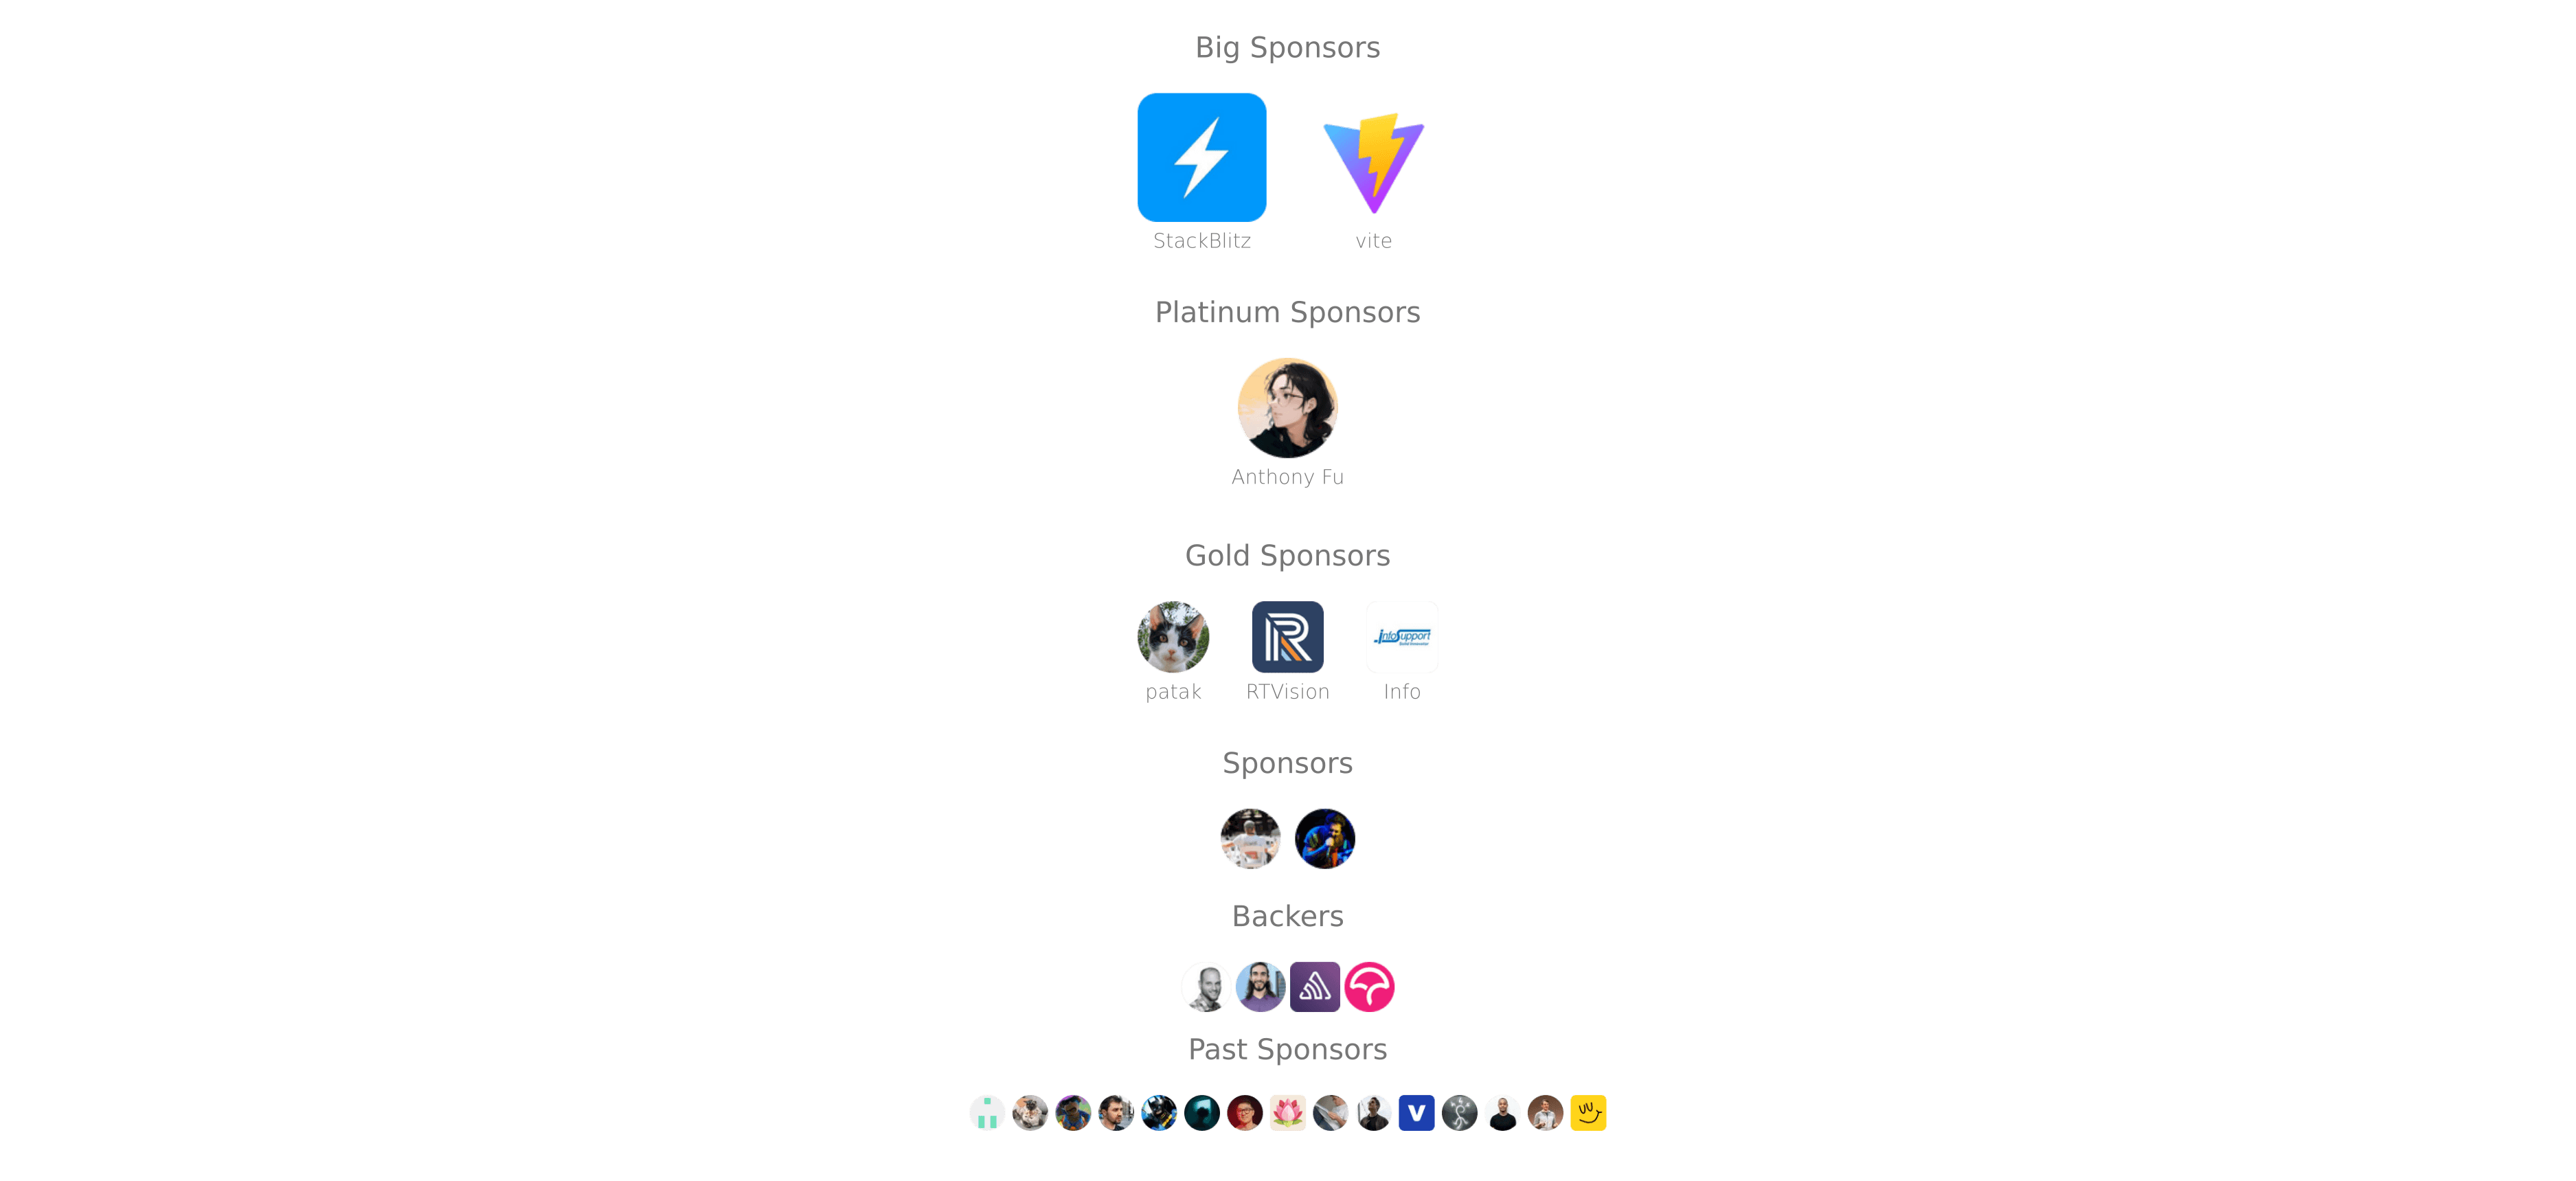 Big Sponsors
StackBlitz
vite
Platinum Sponsors
Anthony Fu
Gold Sponsors
infoSupport
patak
RTVision
Info
Sponsors
Backers
Past Sponsors
V